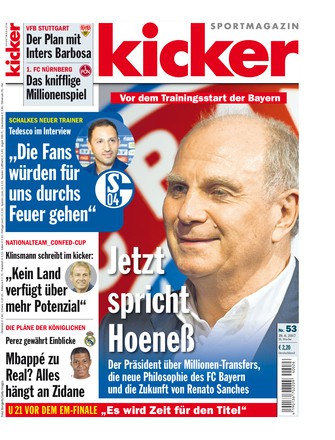 kicker
VFB STUTTGART
Der Plan mit
Inters Barbosa
1. FC NÜRNBERG
Das knifflige
Millionenspiel
SPORTMAGAZIN
kicker
Vor dem Trainingsstart der Bayern
SCHALKES NEUER TRAINER
Tedesco im Interview
„Die Fans
würden für
uns durchs
Feuer gehen“
S 04
NATIONALTEAM_CONFED-CUP
Klinsmann schreibt im kicker:
„Kein Land
verfügt über
mehr Potenzial“
DIE PLÄNE DER KÖNIGLICHEN
Perez gewährt Einblicke
Mbappé zu
Real? Alles
hängt an Zidane
Jetzt
spricht
Hoeneß
Der Präsident über Millionen-Transfers,
die neue Philosophie des FC Bayern
und die Zukunft von Renato Sanches
Nr. 53
€ 2,20
U 21 VOR DEM EM-FINALE „Es wird Zeit für den Titel“